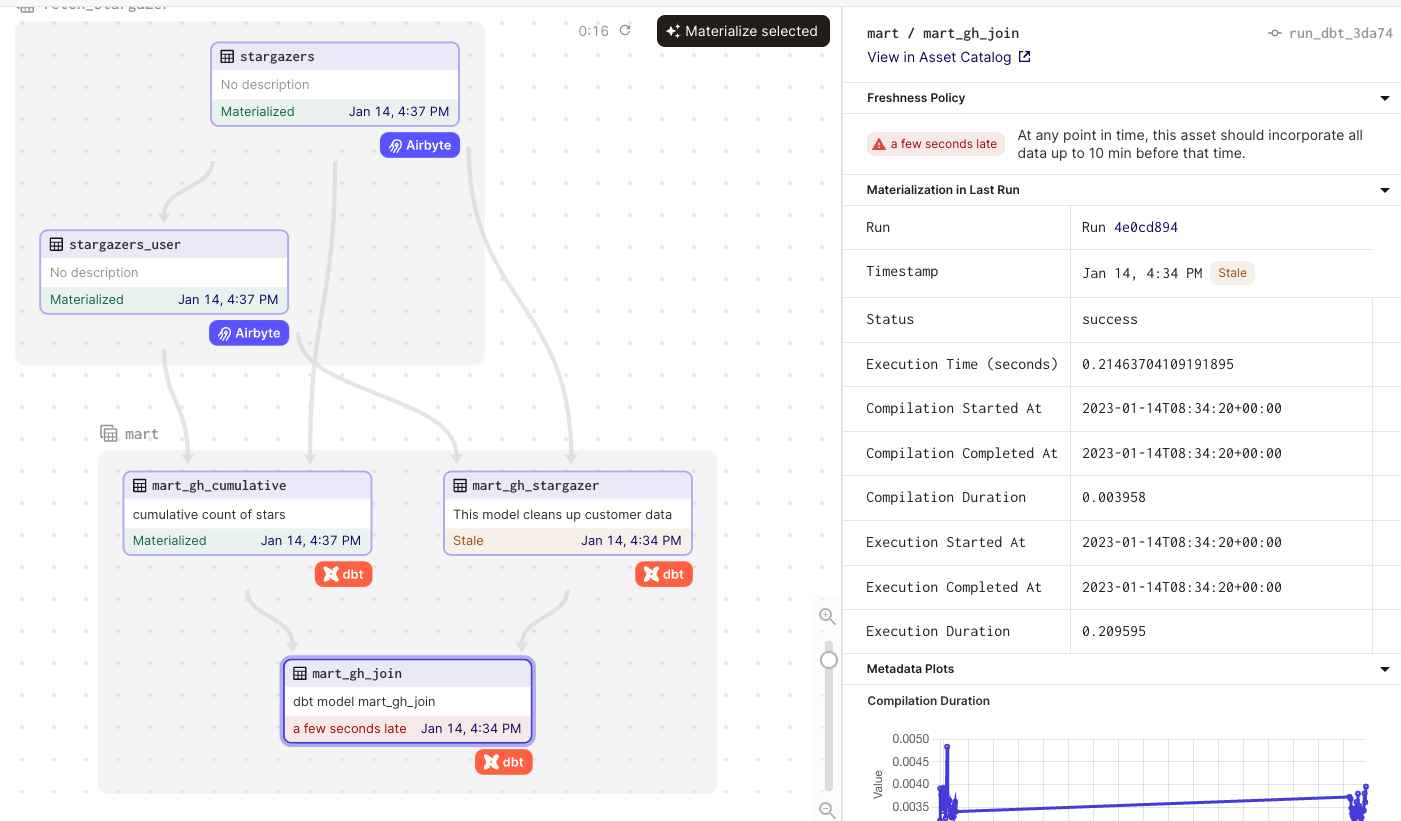 fetch_stargazer
0:16
Materialize selected
stargazers
No description
Materialized Jan 14, 4:37 PM
Airbyte
stargazers_user
No description
Materialized Jan 14, 4:37 PM
Airbyte
mart
mart_gh_cumulative
cumulative count of stars
Materialized Jan 14, 4:37 PM
dbt
mart_gh_stargazer
This model cleans up customer data
Stale Jan 14, 4:34 PM
dbt
mart_gh_join
dbt model mart_gh_join
a few seconds late Jan 14, 4:34 PM
dbt
mart / mart_gh_join
run_dbt_3da74
View in Asset Catalog
Freshness Policy
a few seconds late
At any point in time, this asset should incorporate all
data up to 10 min before that time.
Materialization in Last Run
Run Run 4e0cd894
Timestamp Jan 14, 4:34 PM Stale
Status success
Execution Time (seconds) 0.21463704109191895
Compilation Started At 2023-01-14T08:34:20+00:00
Compilation Completed At 2023-01-14T08:34:20+00:00
Compilation Duration 0.003958
Execution Started At 2023-01-14T08:34:20+00:00
Execution Completed At 2023-01-14T08:34:20+00:00
Execution Duration 0.209595
Metadata Plots
Compilation Duration
0.0050
0.0045
0.0040
0.0035
Value